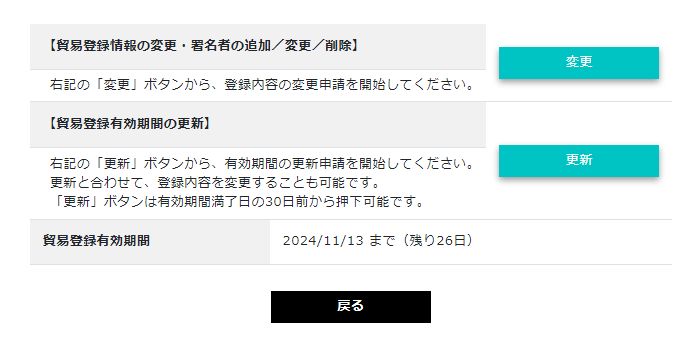 【貿易登録情報の変更・署名者の追加／変更／削除】
変更
右記の「変更」ボタンから、登録内容の変更申請を開始してください。
【貿易登録有効期間の更新】
更新
右記の「更新」ボタンから、有効期間の更新申請を開始してください。
更新と合わせて、登録内容を変更することも可能です。
「更新」ボタンは有効期間満了日の30日前から押下可能です。
貿易登録有効期間 2024/11/13 まで（残り26日）
戻る